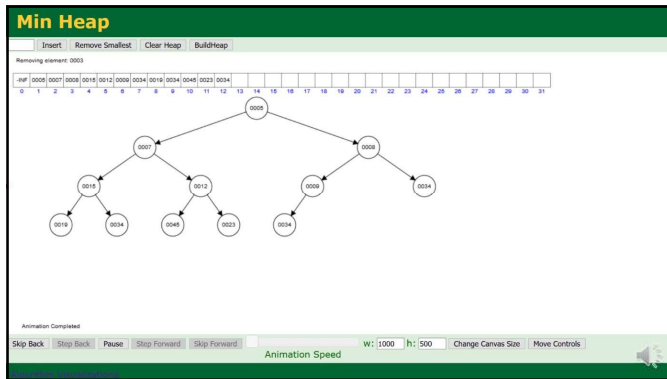 Min Heap
Insert Remove Smallest Clear Heap BuildHeap
Removing element: 0003
-INF 0005 0007 0008 0015 0012 0009 0034 0019 0034 0045 0023 0034
0 1 2 3 4 5 6 7 8 9 10 11 12 13 14 15 16 17 18 19 20 21 22 23 24 25 26 27 28 29 30 31
0005
0007 0008
0015 0012 0009 0034
0019 0034 0045 0023 0034
Animation Completed
Skip Back Step Back Pause Step Forward Skip Forward w: 1000 h: 500 Change Canvas Size Move Controls
Animation Speed
Algorithm Visualizations